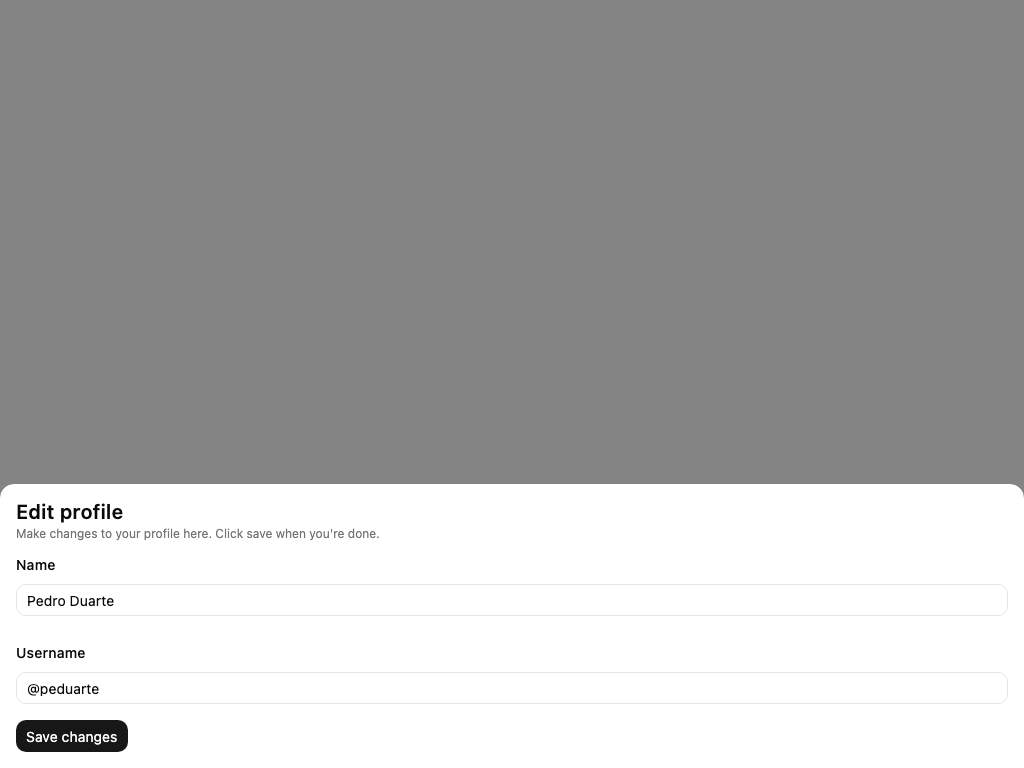 Edit profile
Make changes to your profile here. Click save when you're done.
Name
Pedro Duarte
Username
@peduarte
Save changes